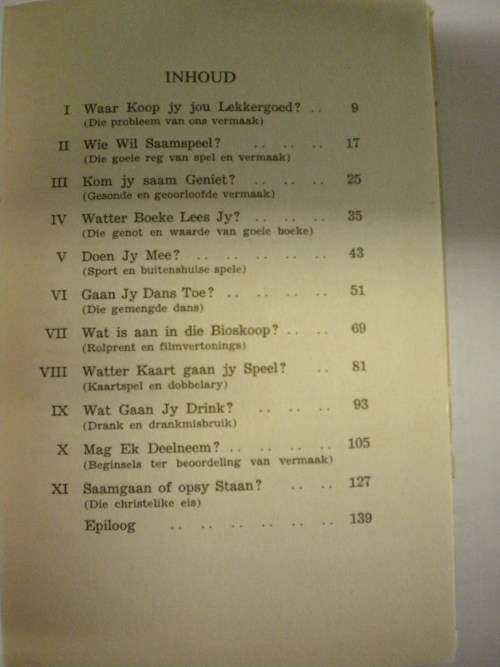 INHOUD
I Waar Koop jy jou Lekkergoed? .. 9
(Die probleem van ons vermaak)
II Wie Wil Saamspeel? .. .. .. 17
(Die goeie reg van spel en vermaak)
III Kom jy saam Geniet? .. .. .. 25
(Gesonde en geoorloofde vermaak)
IV Watter Boeke Lees Jy? .. .. .. 35
(Die genot en waarde van goeie boeke)
V Doen Jy Mee? .. .. .. .. .. 43
(Sport en buitenshuise spele)
VI Gaan Jy Dans Toe? .. .. .. .. 51
(Die gemengde dans)
VII Wat is aan in die Bioskoop? .. .. 69
(Rolprent en filmvertonings)
VIII Watter Kaart gaan jy Speel? .. 81
(Kaartspel en dobbelary)
IX Wat Gaan Jy Drink? .. .. .. 93
(Drank en drankmisbruik)
X Mag Ek Deelneem? .. .. .. .. 105
(Beginsels ter beoordeling van vermaak)
XI Saamgaan of opsy Staan? .. .. 127
(Die christelike eis)
Epiloog .. .. .. .. .. .. 139